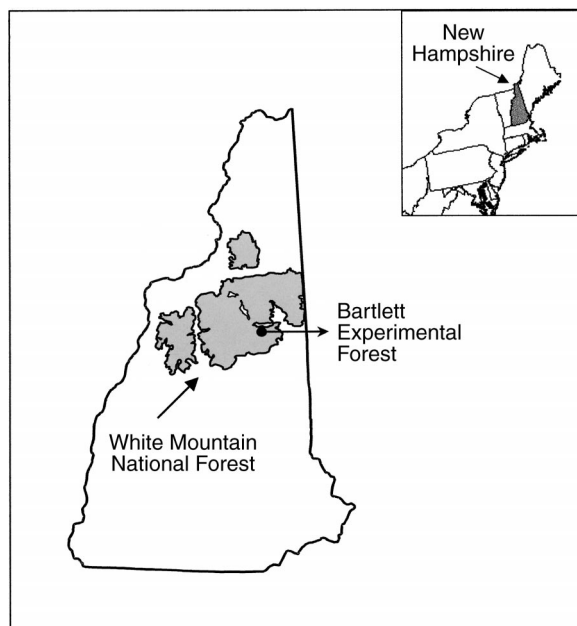 New
Hampshire
Bartlett
Experimental
Forest
White Mountain
National Forest